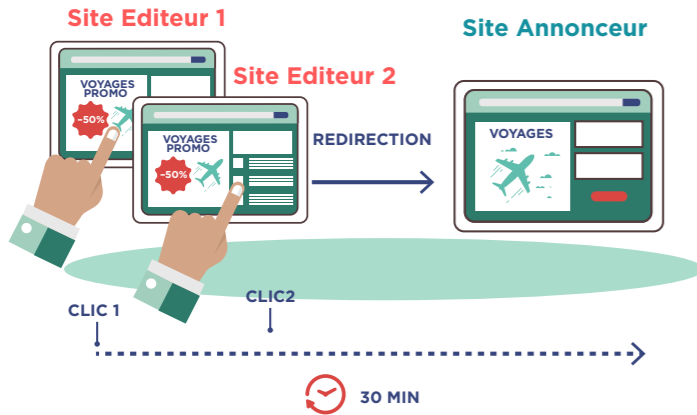 Site Editeur 1
Site Annonceur
Site Editeur 2
VOYAGES
PROMO
-50%
VOYAGES
PROMO
-50%
REDIRECTION
VOYAGES
CLIC 1
CLIC2
30 MIN